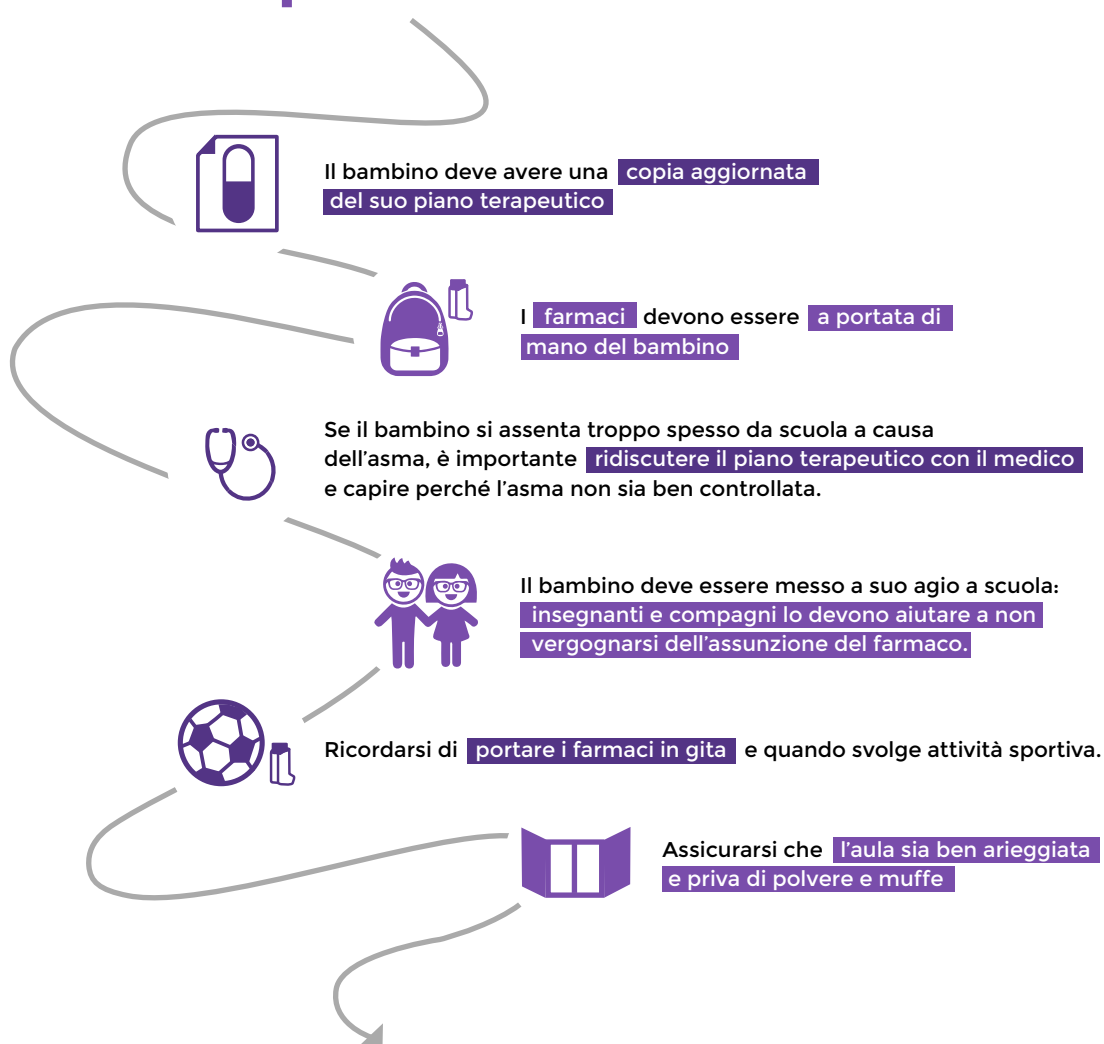 Il bambino deve avere una copia aggiornata
del suo piano terapeutico
I farmaci devono essere a portata di
mano del bambino
Se il bambino si assenta troppo spesso da scuola a causa
dell'asma, è importante ridiscutere il piano terapeutico con il medico
e capire perché l'asma non sia ben controllata.
Il bambino deve essere messo a suo agio a scuola:
insegnanti e compagni lo devono aiutare a non
vergognarsi dell'assunzione del farmaco.
Ricordarsi di portare i farmaci in gita e quando svolge attività sportiva.
Assicurarsi che l'aula sia ben arieggiata
e priva di polvere e muffe